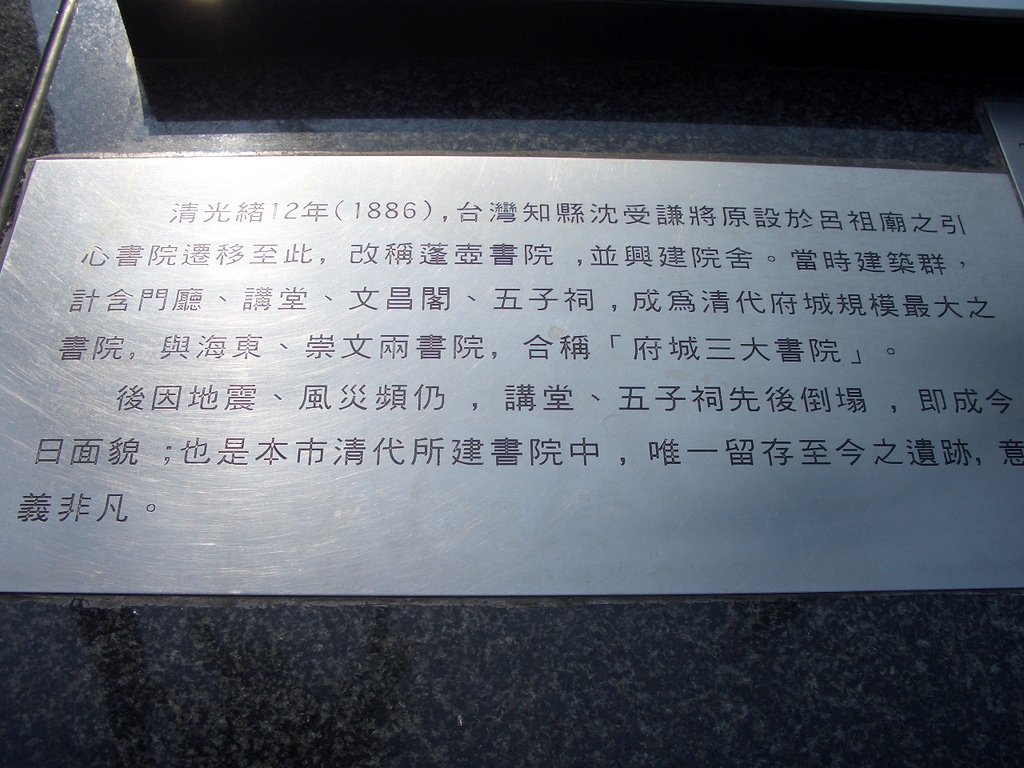 清光緒12年(1886),台灣知縣沈受謙將原設於呂祖廟之引
心書院遷移至此, 改稱蓬壺書院 ,並興建院舍。當時建築群,
計含門廳、講堂、文昌閣、五子祠,成為清代府城規模最大之
書院, 與海東、崇文兩書院, 合稱「府城三大書院」。
後因地震、風災頻仍 , 講堂、五子祠先後倒塌 , 即成今
日面貌 ;也是本市清代所建書院中, 唯一留存至今之遺跡, 意
義非凡。